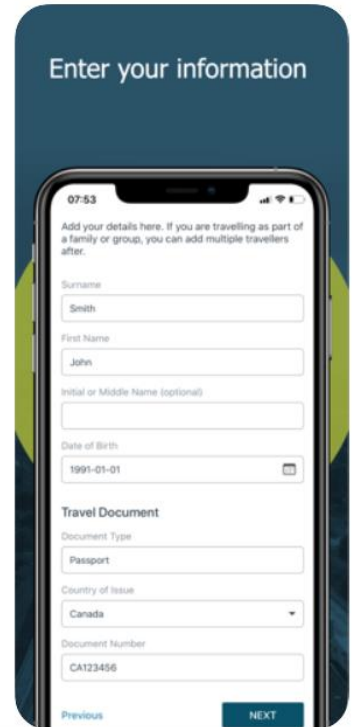 Enter your information
07:53
Add your details here. If you are travelling as part of
a family or group, you can add multiple travellers
after.
Surname
Smith
First Name
John
Initial or Middle Name (optional)
Date of Birth
1991-01-01
Travel Document
Document Type
Passport
Country of Issue
Canada
Document Number
CA123456
Previous
NEXT